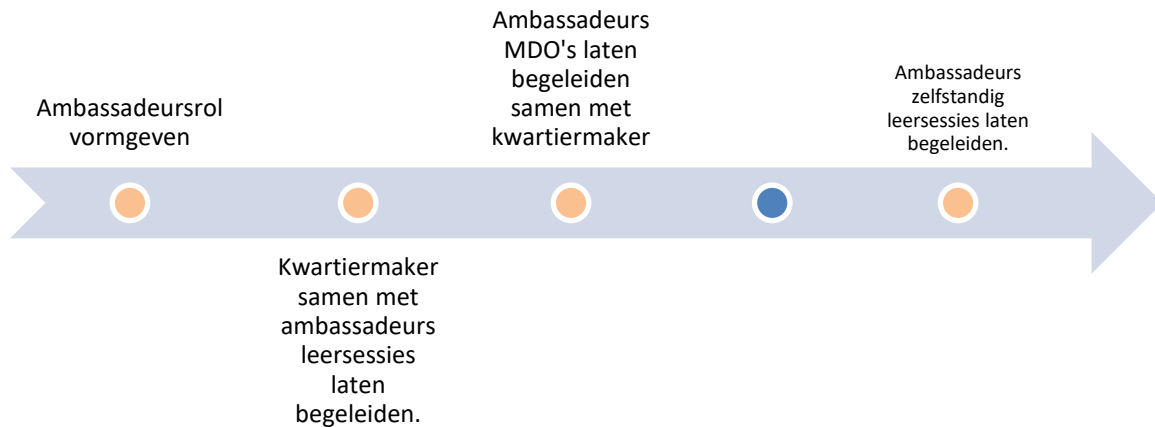 Ambassadeursrol
vormgeven
Kwartiermaker
samen met
ambassadeurs
leersessies
laten
begeleiden.
Ambassadeurs
MDO's laten
begeleiden
samen met
kwartiermaker
Ambassadeurs
zelfstandig
leersessies laten
begeleiden.